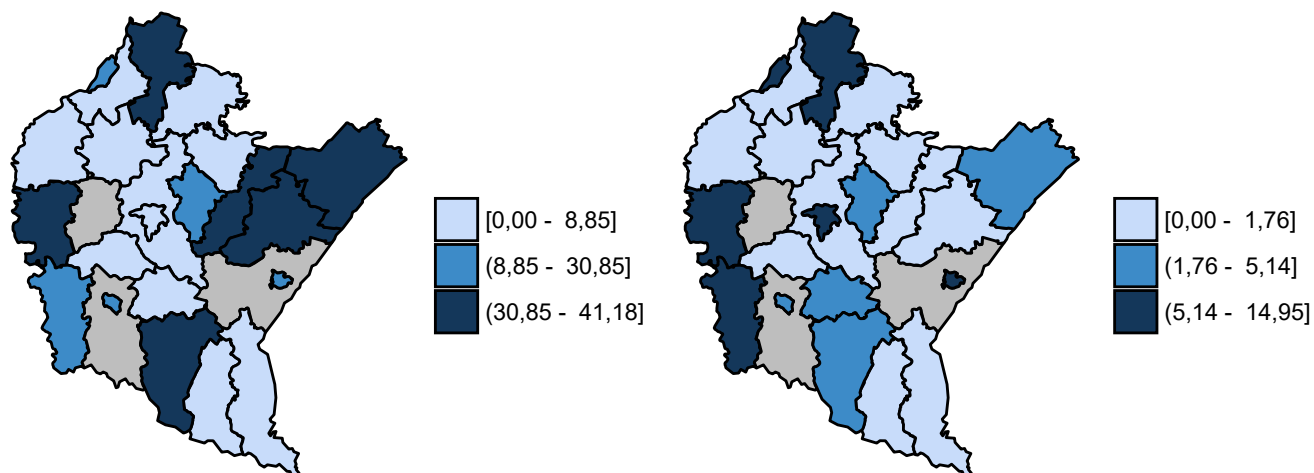 [0,00 -  8,85]
(8,85 -  30,85]
(30,85 -  41,18]
[0,00 -  1,76]
(1,76 -  5,14]
(5,14 -  14,95]